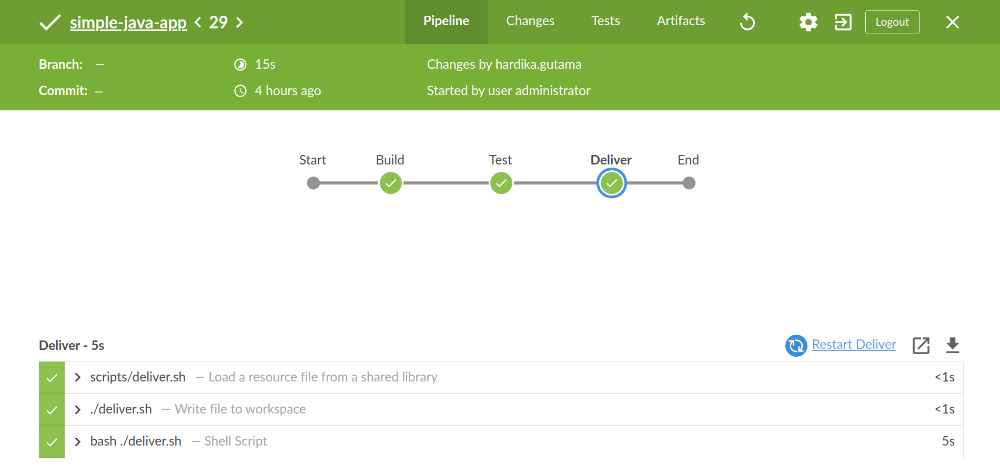 simple-java-app < 29 >
Pipeline Changes Tests Artifacts Logout
Branch: — 15s Changes by hardika.gutama
Commit: — 4 hours ago Started by user administrator
Start Build Test Deliver End
Deliver - 5s Restart Deliver
scripts/deliver.sh — Load a resource file from a shared library <1s
./deliver.sh — Write file to workspace <1s
bash ./deliver.sh — Shell Script 5s